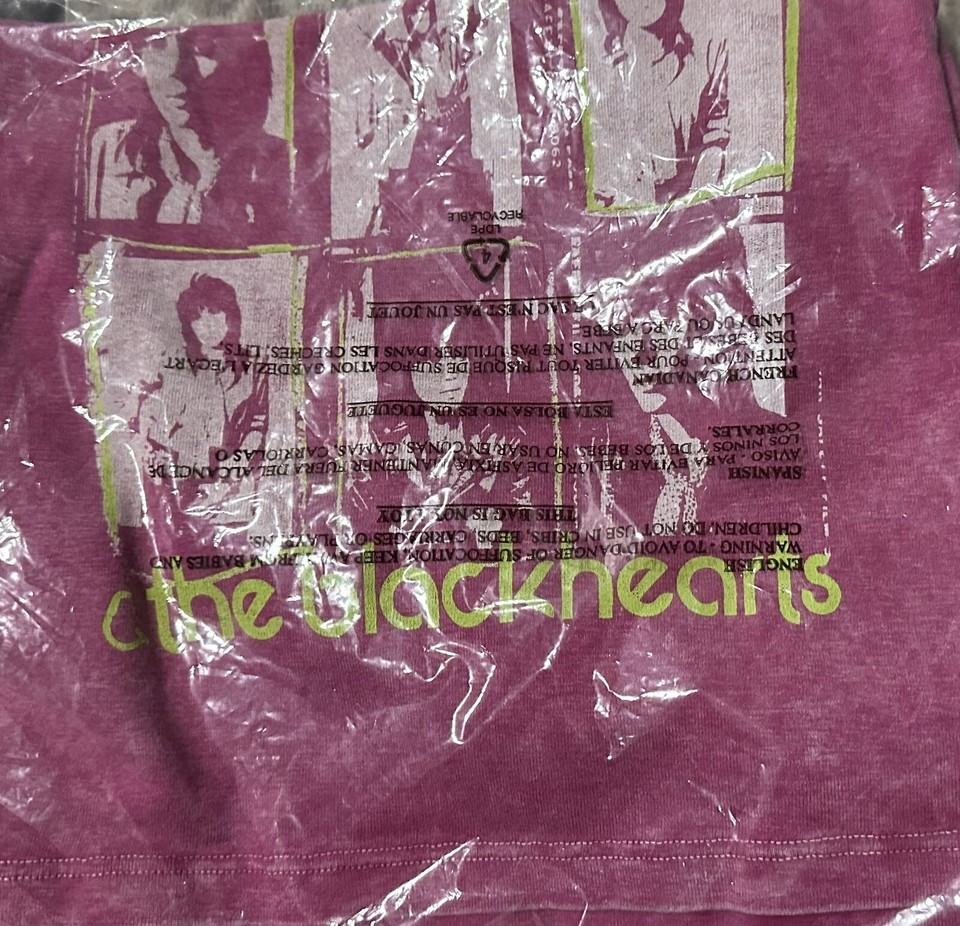 & the blackhearts
ENGLISH
WARNING - TO AVOID DANGER OF SUFFOCATION, KEEP AWAY FROM BABIES AND
CHILDREN. DO NOT USE IN CRIBS, BEDS, CARRIAGES OR PLAYPENS.
THIS BAG IS NOT A TOY
SPANISH
AVISO - PARA EVITAR PELIGRO DE ASFIXIA MANTENER FUERA DEL ALCANCE DE
LOS NINOS Y DE LOS BEBES. NO USAR EN CUNAS, CAMAS, CARRIOLAS O
CORRALES.
ESTA BOLSA NO ES UN JUGUETE
FRENCH CANADIAN
ATTENTION - POUR EVITTER TOUT RISQUE DE SUFFOCATION GARDEZ A L'EGART
DES BEBES ET DES ENFANTS. NE PAS UTILISER DANS LES CRECHES, LITS,
LANDAUS OU PARC A BEBE.
CE SAC N'EST PAS UN JOUET
4
LDPE
RECYCLABLE